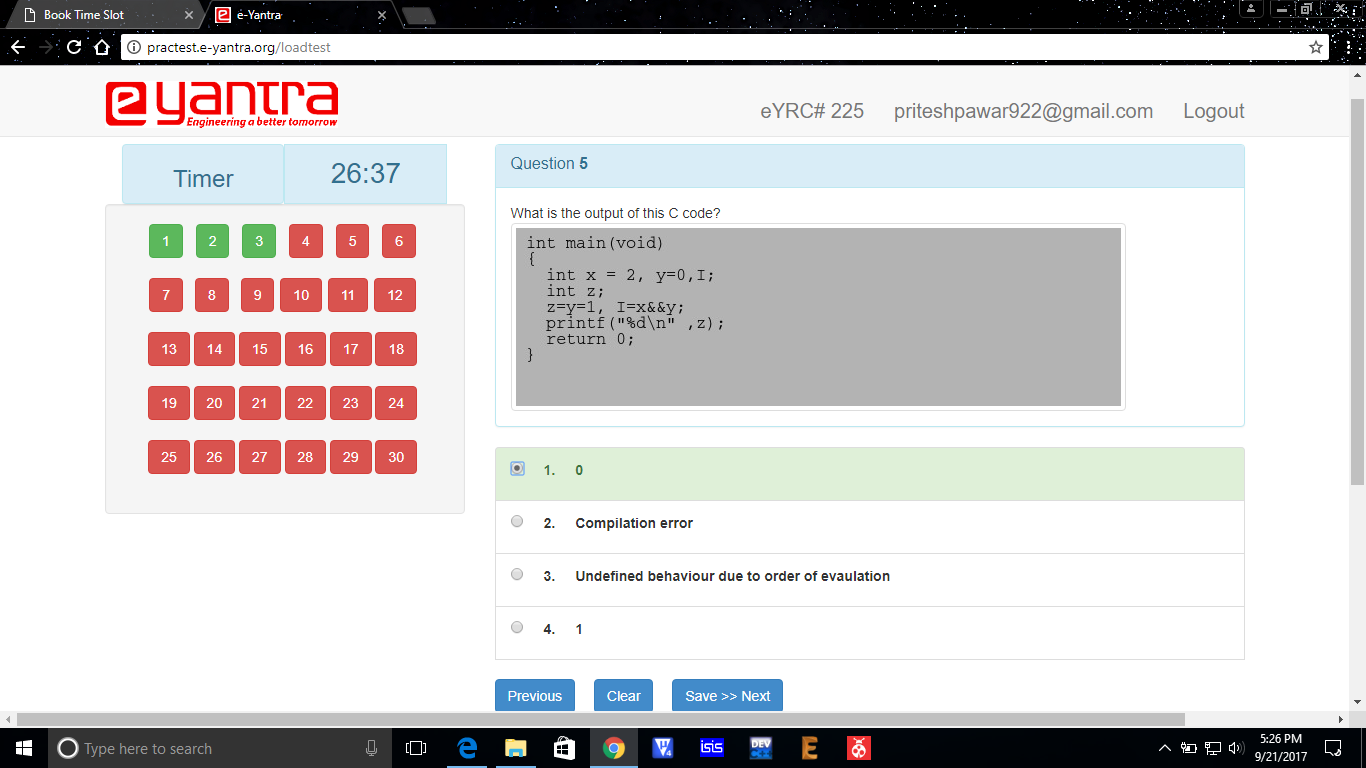 Book Time Slot
e-Yantra
practest.e-yantra.org/loadtest
e yantra
Engineering a better tomorrow
eYRC# 225 priteshpawar922@gmail.com Logout
Timer 26:37
1 2 3 4 5 6
7 8 9 10 11 12
13 14 15 16 17 18
19 20 21 22 23 24
25 26 27 28 29 30
Question 5
What is the output of this C code?
int main(void)
{
int x = 2, y=0,I;
int z;
z=y=1, I=x&&y;
printf("%d\n" ,z);
return 0;
}
1. 0
2. Compilation error
3. Undefined behaviour due to order of evaulation
4. 1
Previous Clear Save >> Next
Type here to search
isis
DEV
5:26 PM
9/21/2017